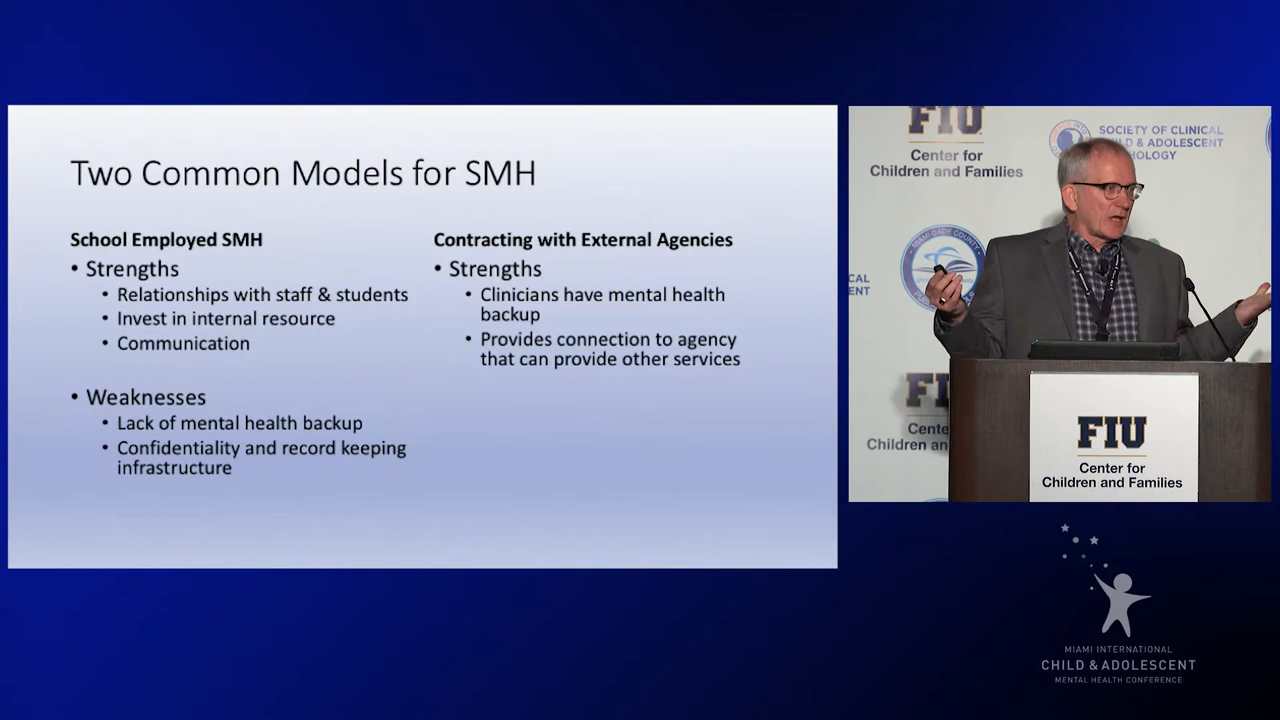 Two Common Models for SMH
School Employed SMH
• Strengths
• Relationships with staff & students
• Invest in internal resource
• Communication
• Weaknesses
• Lack of mental health backup
• Confidentiality and record keeping
infrastructure
Contracting with External Agencies
• Strengths
• Clinicians have mental health
backup
• Provides connection to agency
that can provide other services
FIU
Center for
Children and Families
SOCIETY OF CLINICAL
CHILD & ADOLESCENT
MIAMI-DADE COUNTY
FIU
Center for
Children and Families
MIAMI INTERNATIONAL
CHILD & ADOLESCENT
MENTAL HEALTH CONFERENCE